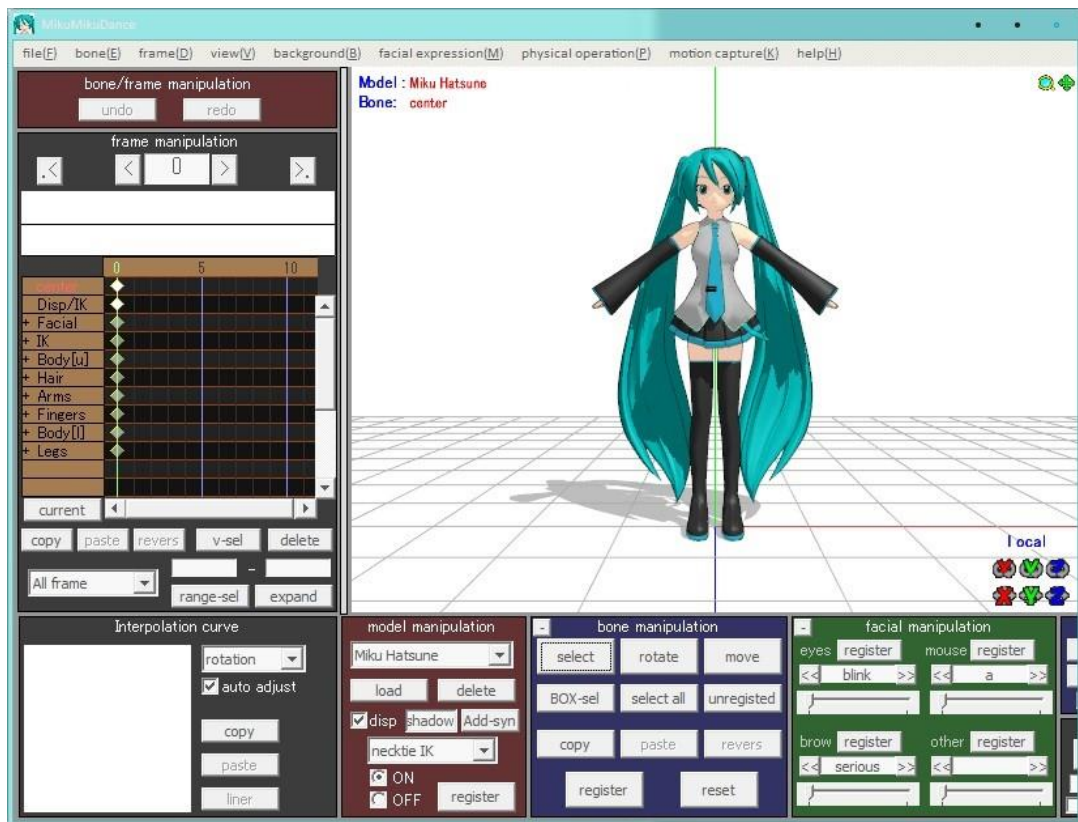 MikuMikuDance
file(F) bone(E) frame(D) view(V) background(B) facial expression(M) physical operation(P) motion capture(K) help(H)
bone/frame manipulation
undo redo
frame manipulation
.< < 0 > >.
0 5 10
center
Disp/IK
+ Facial
+ IK
+ Body[u]
+ Hair
+ Arms
+ Fingers
+ Body[l]
+ Legs
current
copy paste revers v-sel delete
All frame -
range-sel expand
Model : Miku Hatsune
Bone: center
local
X Y Z
X Y Z
Interpolation curve
rotation
auto adjust
copy
paste
liner
model manipulation
Miku Hatsune
load delete
disp shadow Add-syn
necktie IK
ON
OFF register
- bone manipulation
select rotate move
BOX-sel select all unregisted
copy paste revers
register reset
- facial manipulation
eyes register mouse register
<< blink >> << a >>
brow register other register
<< serious >> << >>